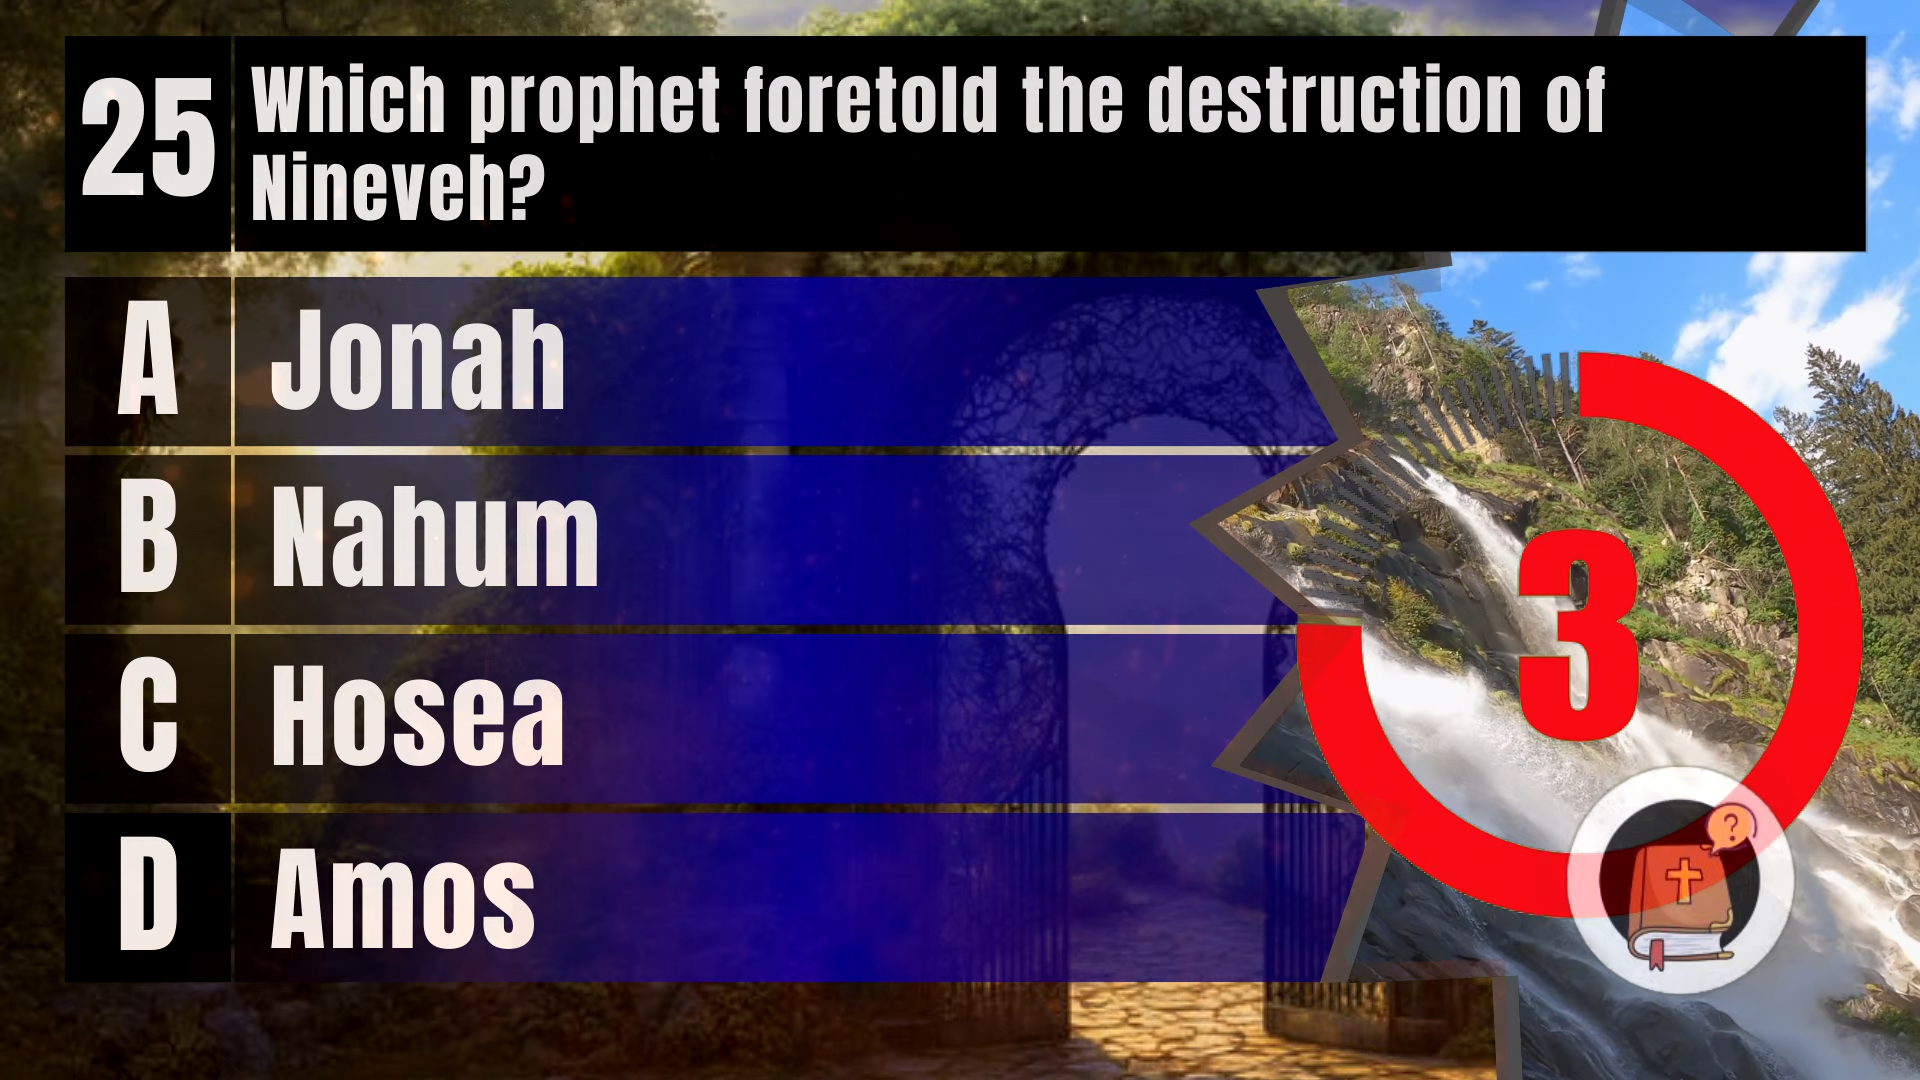 25
Which prophet foretold the destruction of
Nineveh?
A
Jonah
B
Nahum
C
Hosea
D
Amos
3
?